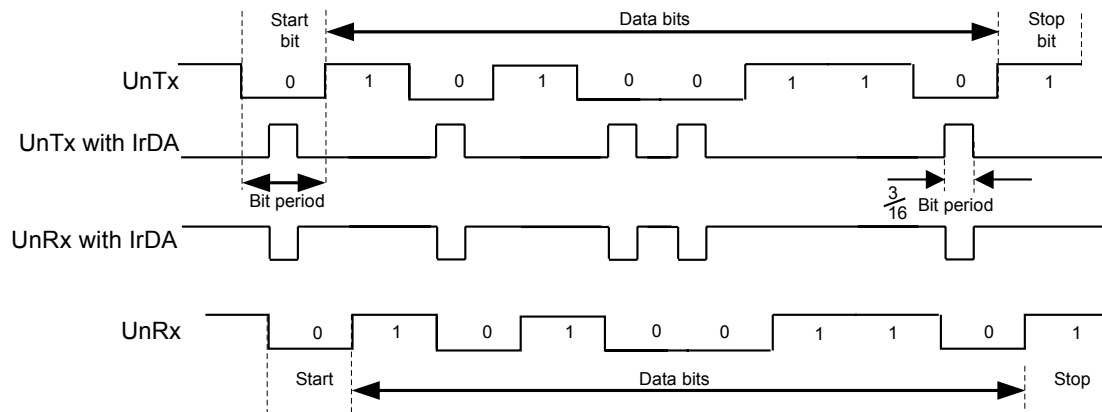 Start
bit
Data bits
Stop
bit
UnTx
0 1 0 1 0 0 1 1 0 1
UnTx with IrDA
Bit period
3/16 Bit period
UnRx with IrDA
UnRx
0 1 0 1 0 0 1 1 0 1
Start
Data bits
Stop